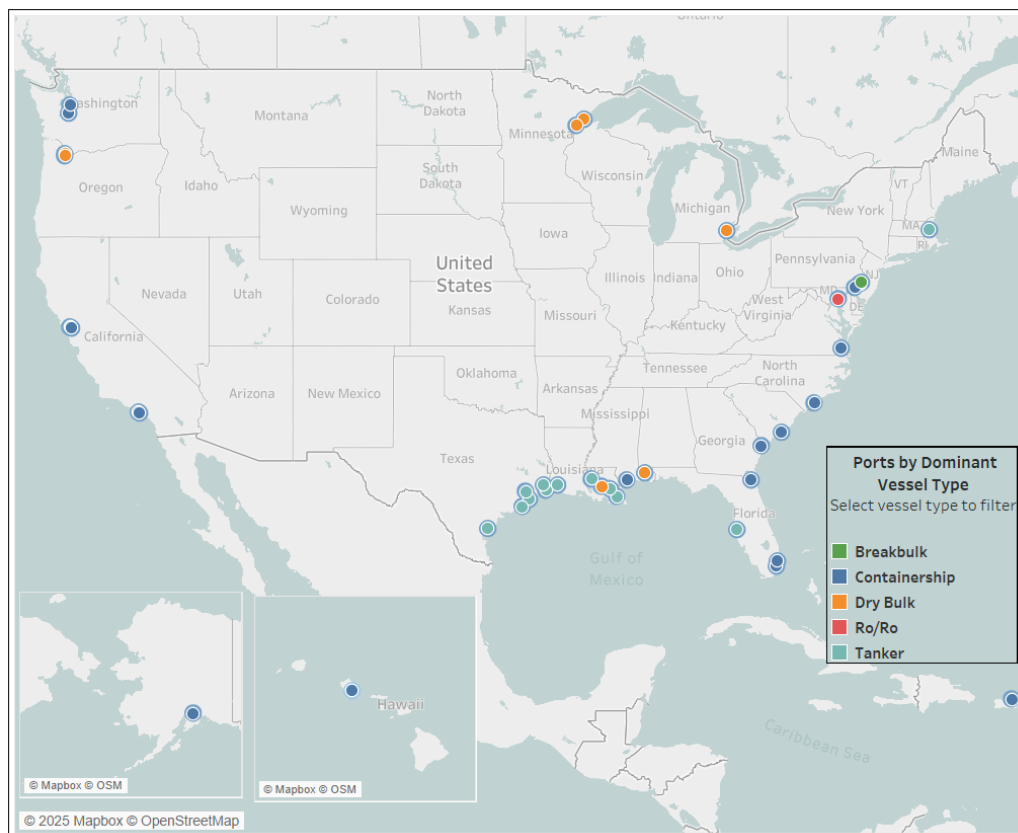 Ontario
ashington
Montana
North
Dakota
Minnesota
Maine
Oregon
Idaho
South
Dakota
Wisconsin
VT
Wyoming
Michigan
New York
MA
RI
Iowa
Pennsylvania
NJ
United
States
Nevada
Utah
Colorado
Illinois
Indiana
Ohio
MD
DE
Kansas
Missouri
West
Virginia
California
Kentucky
Oklahoma
Tennessee
North
Carolina
Arizona
New Mexico
Arkansas
Mississippi
Texas
Louisiana
Georgia
Florida
Gulf of
Mexico
Ports by Dominant
Vessel Type
Select vessel type to filter
Breakbulk
Containership
Dry Bulk
Ro/Ro
Tanker
Hawaii
Caribbean Sea
© Mapbox © OSM
© Mapbox © OSM
© 2025 Mapbox © OpenStreetMap